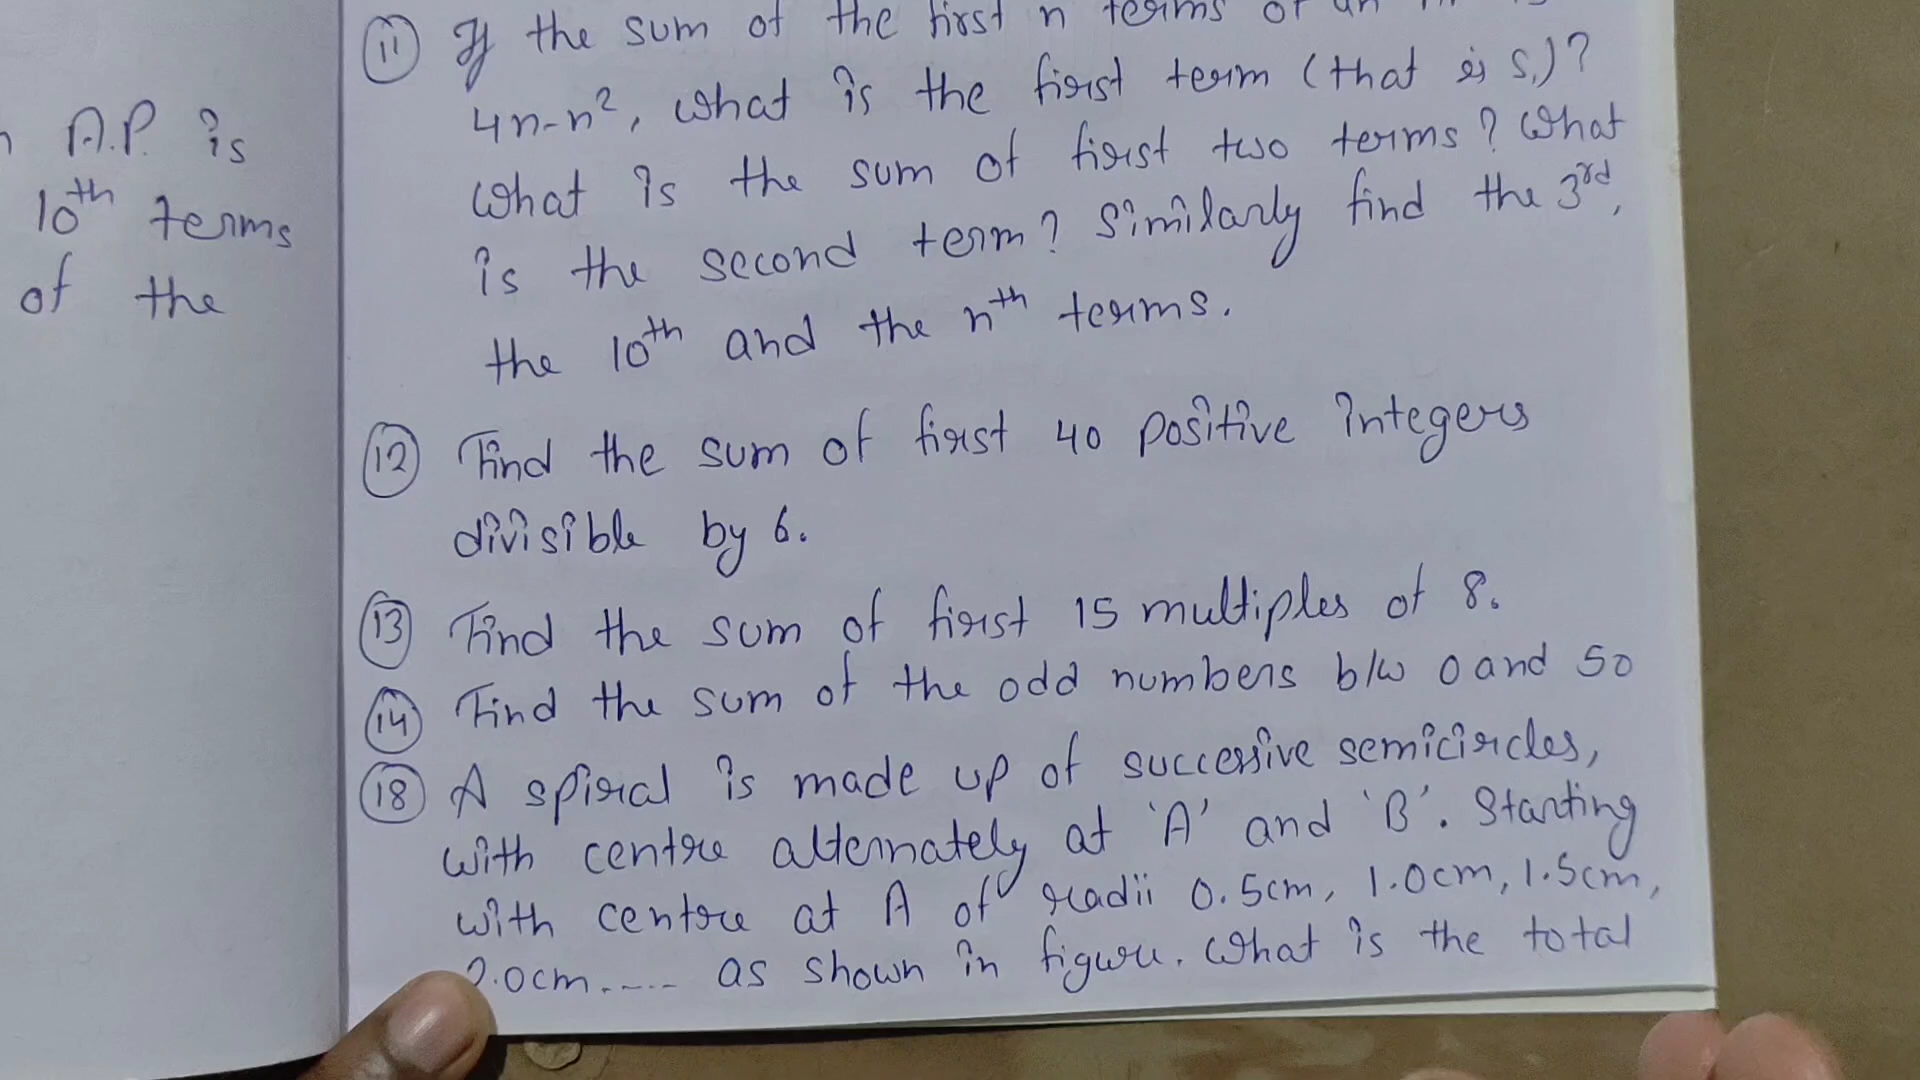 A.P. is
10th terms
of the
(11) If the sum of the first n terms of an
4n-n², what is the first term (that is S₁)?
What is the sum of first two terms? What
is the second term? Similarly find the 3rd,
the 10th and the nth terms.
(12) Find the sum of first 40 positive integers
divisible by 6.
(13) Find the sum of first 15 multiples of 8.
(14) Find the sum of the odd numbers b/w 0 and 50
(18) A spiral is made up of successive semicircles,
with centre alternately at 'A' and 'B'. Starting
with centre at A of radii 0.5cm, 1.0cm, 1.5cm,
2.0cm..... as shown in figure. What is the total